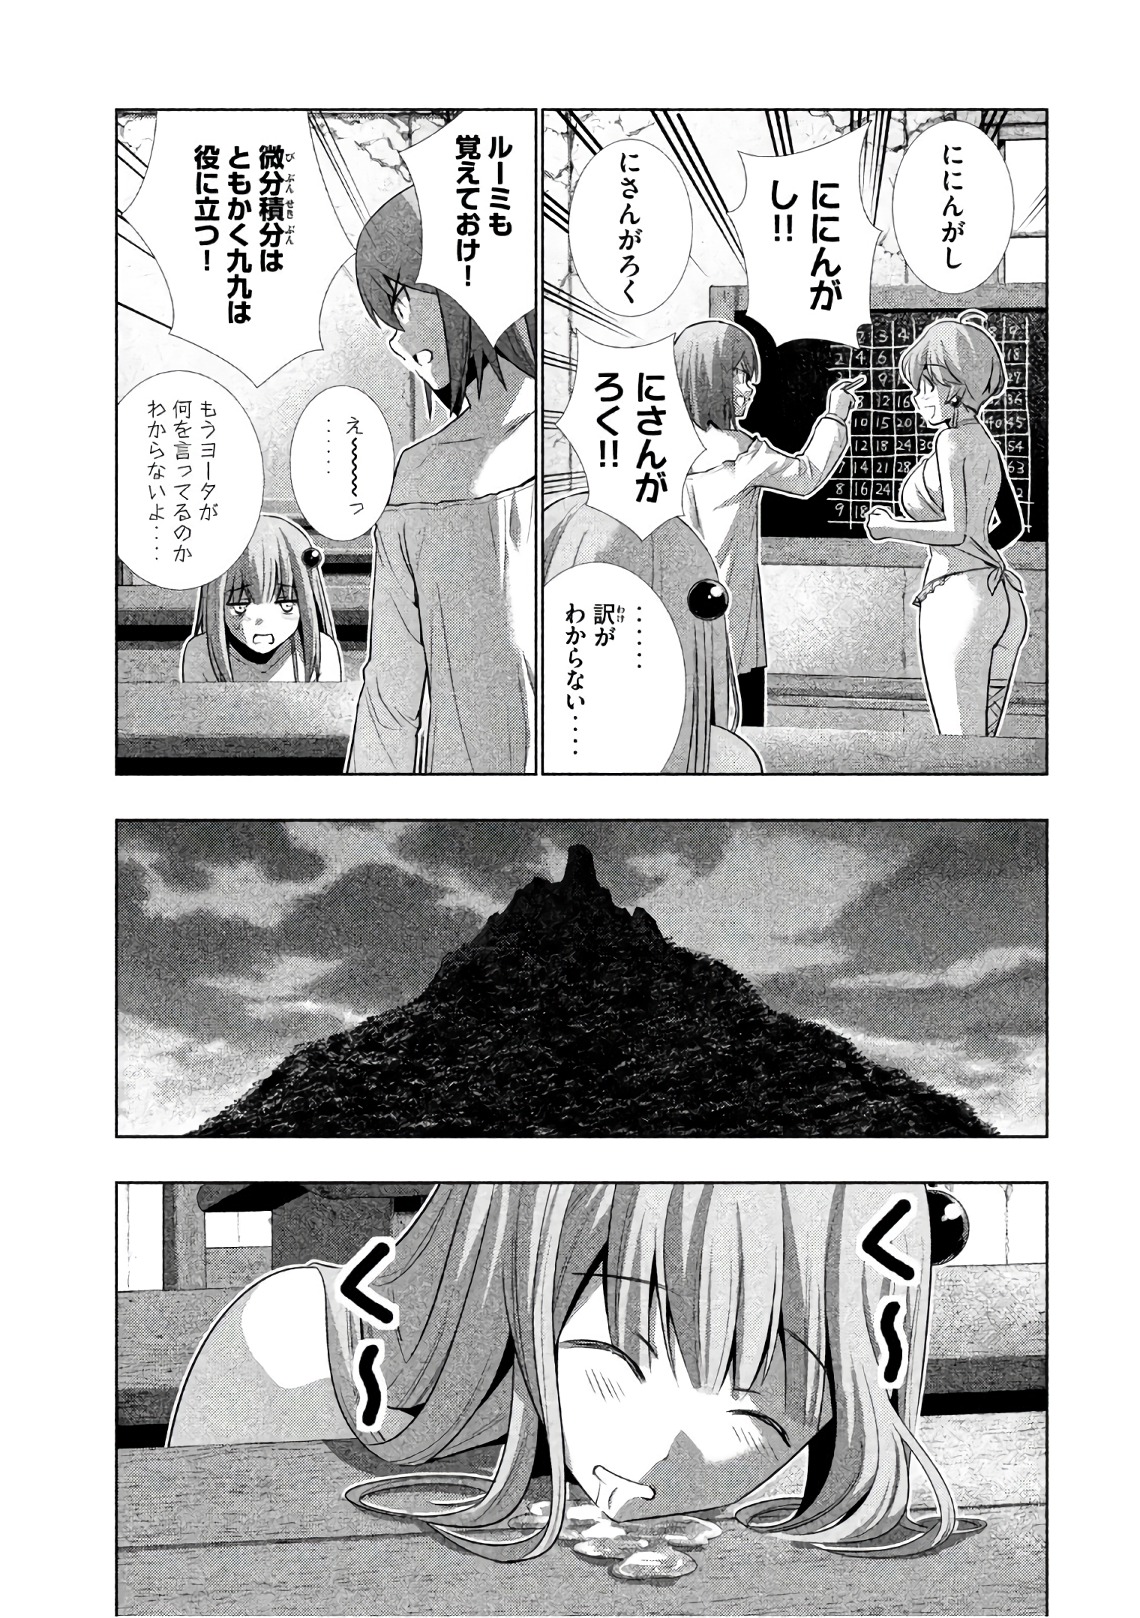 ににんがし
ににんが
し!!
にさんがろく
にさんが
ろく!!
‥‥‥
訳が
わからない‥‥
ルーミも
覚えておけ!
微分積分は
ともかく九九は
役に立つ!
え〜〜〜っ
‥‥‥
もうヨータが
何を言ってるのか
わからないよ‥‥
く〜
く〜